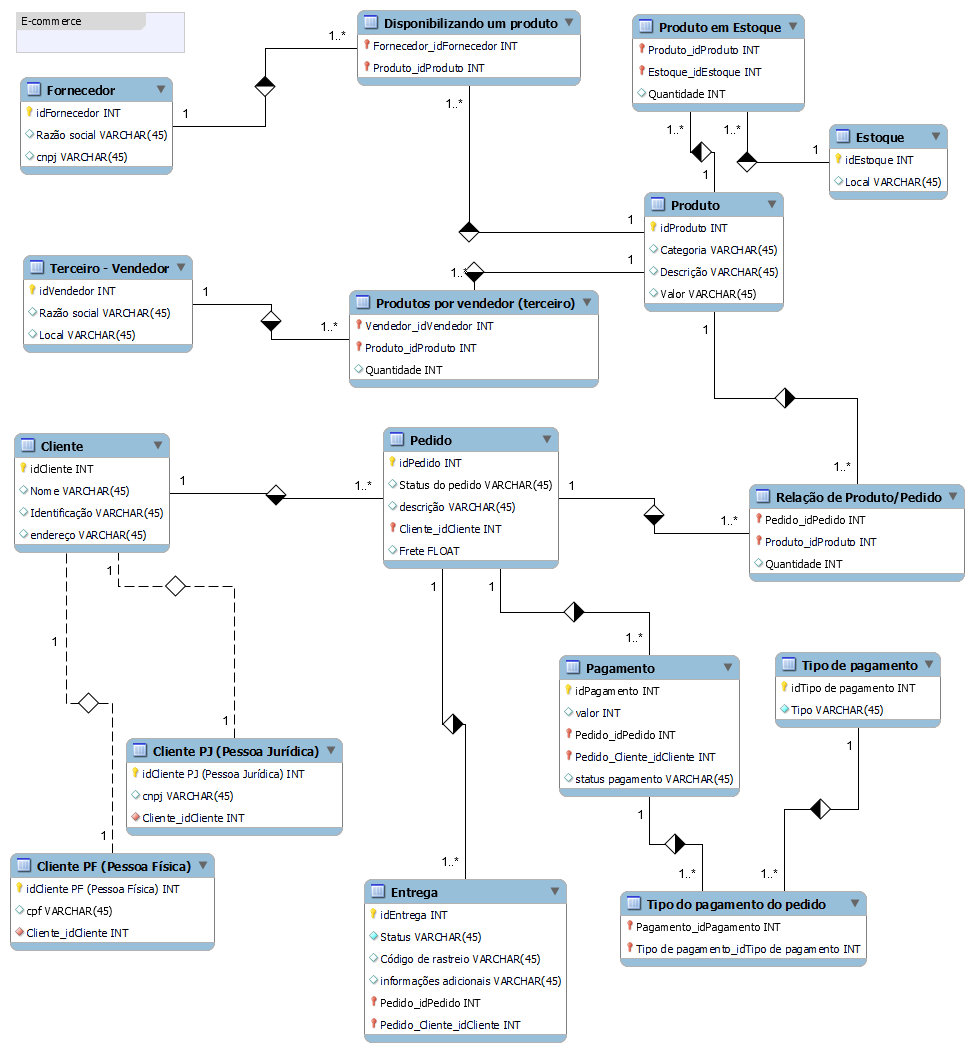 E-commerce
Disponibilizando um produto
Fornecedor_idFornecedor INT
Produto_idProduto INT
1..*
1..*
Produto em Estoque
Produto_idProduto INT
Estoque_idEstoque INT
Quantidade INT
1..*
1..*
Fornecedor
idFornecedor INT
Razão social VARCHAR(45)
cnpj VARCHAR(45)
1
Estoque
idEstoque INT
Local VARCHAR(45)
1
1
Produto
idProduto INT
Categoria VARCHAR(45)
Descrição VARCHAR(45)
Valor VARCHAR(45)
1
1
1
Terceiro - Vendedor
idVendedor INT
Razão social VARCHAR(45)
Local VARCHAR(45)
1
1..*
1..*
Produtos por vendedor (terceiro)
Vendedor_idVendedor INT
Produto_idProduto INT
Quantidade INT
Cliente
idCliente INT
Nome VARCHAR(45)
Identificação VARCHAR(45)
endereço VARCHAR(45)
1
1..*
1
1
Pedido
idPedido INT
Status do pedido VARCHAR(45)
descrição VARCHAR(45)
Cliente_idCliente INT
Frete FLOAT
1
1..*
1
1
1..*
Relação de Produto/Pedido
Pedido_idPedido INT
Produto_idProduto INT
Quantidade INT
1..*
Pagamento
idPagamento INT
valor INT
Pedido_idPedido INT
Pedido_Cliente_idCliente INT
status pagamento VARCHAR(45)
1
Tipo de pagamento
idTipo de pagamento INT
Tipo VARCHAR(45)
1
1
Cliente PJ (Pessoa Jurídica)
idCliente PJ (Pessoa Jurídica) INT
cnpj VARCHAR(45)
Cliente_idCliente INT
1
Cliente PF (Pessoa Física)
idCliente PF (Pessoa Física) INT
cpf VARCHAR(45)
Cliente_idCliente INT
1..*
Entrega
idEntrega INT
Status VARCHAR(45)
Código de rastreio VARCHAR(45)
informações adicionais VARCHAR(45)
Pedido_idPedido INT
Pedido_Cliente_idCliente INT
1..*
1..*
Tipo do pagamento do pedido
Pagamento_idPagamento INT
Tipo de pagamento_idTipo de pagamento INT